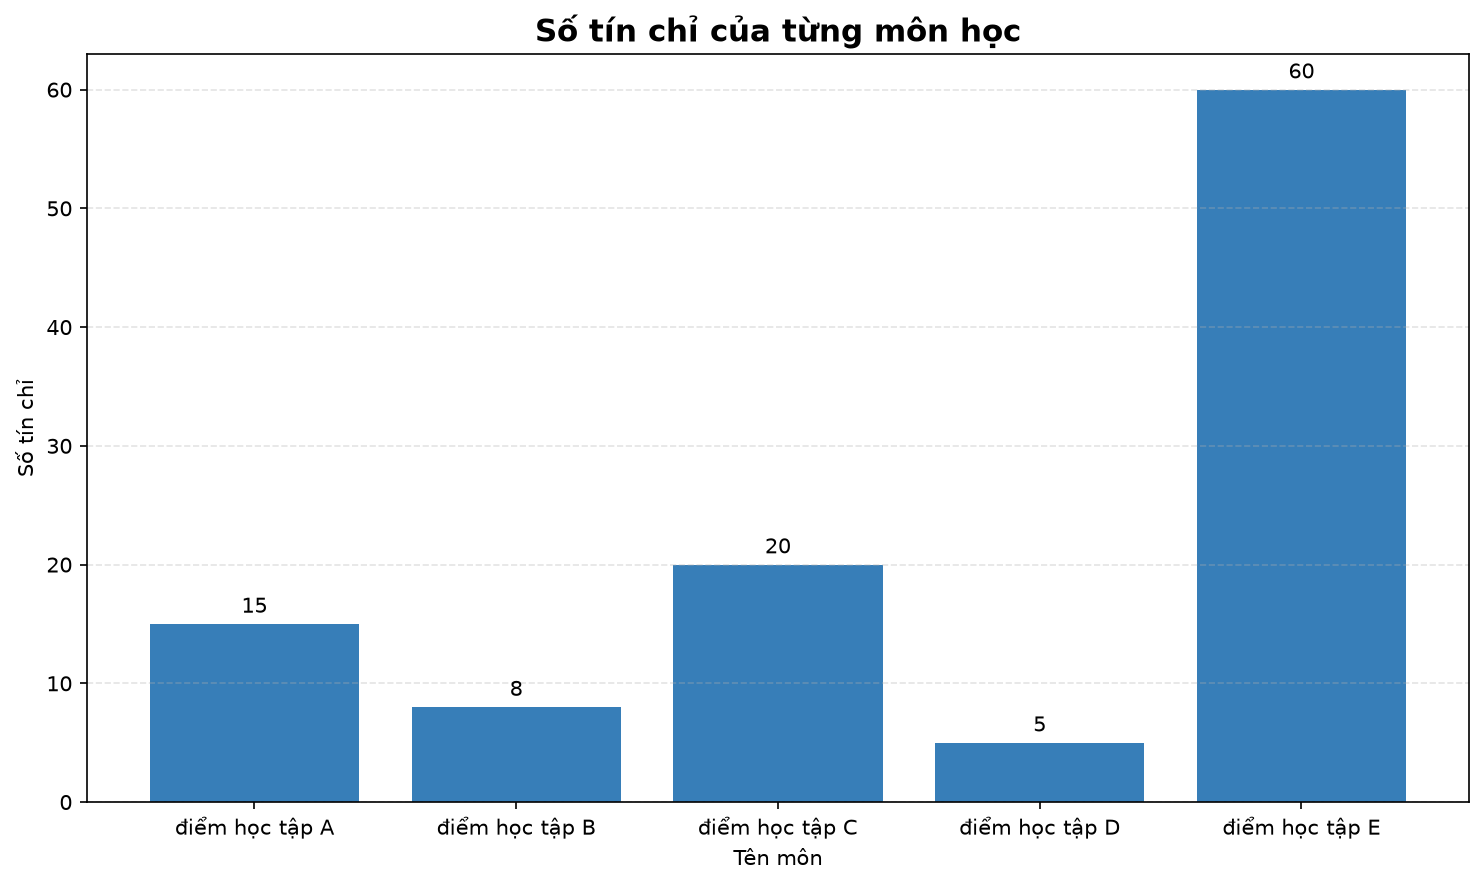 Số tín chỉ của từng môn học
Số tín chỉ
60
50
40
30
20
10
0
15
8
20
5
60
điểm học tập A
điểm học tập B
điểm học tập C
điểm học tập D
điểm học tập E
Tên môn